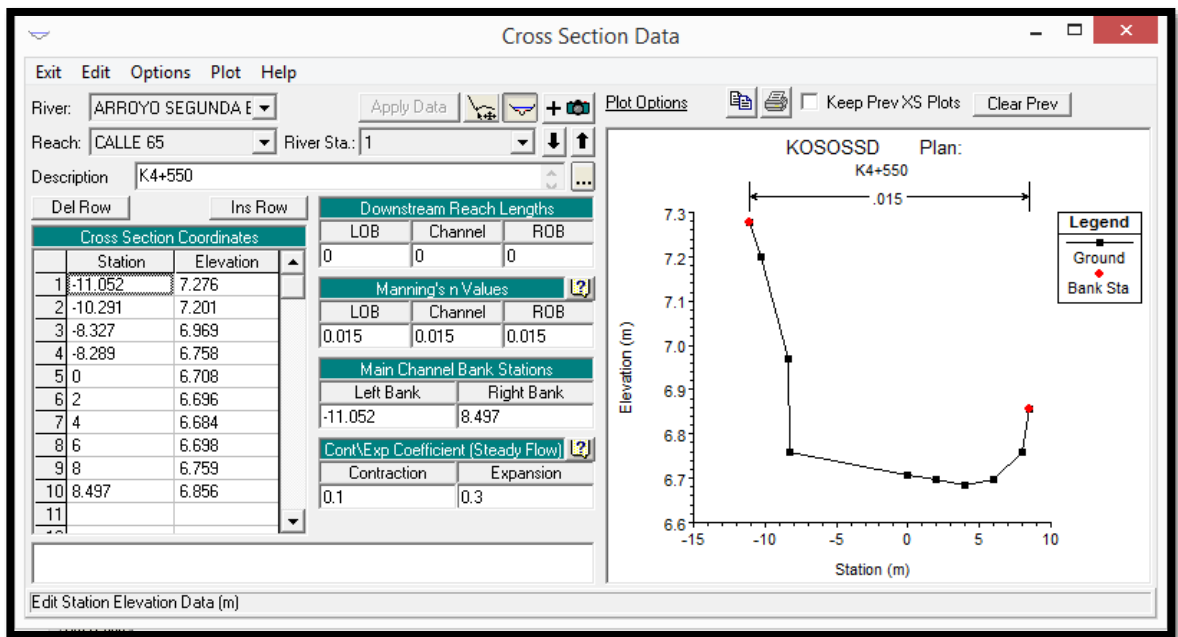 Cross Section Data
Exit Edit Options Plot Help
River: ARROYO SEGUNDA E
Apply Data
Plot Options
Keep Prev XS Plots
Clear Prev
Reach: CALLE 65
River Sta.: 1
Description K4+550
...
Del Row Ins Row
Cross Section Coordinates
Station Elevation
1 -11.052 7.276
2 -10.291 7.201
3 -8.327 6.969
4 -8.289 6.758
5 0 6.708
6 2 6.696
7 4 6.684
8 6 6.698
9 8 6.759
10 8.497 6.856
11
Downstream Reach Lengths
LOB Channel ROB
0 0 0
Manning's n Values
LOB Channel ROB
0.015 0.015 0.015
Main Channel Bank Stations
Left Bank Right Bank
-11.052 8.497
Cont\Exp Coefficient (Steady Flow)
Contraction Expansion
0.1 0.3
KOSOSSD Plan:
K4+550
.015
7.3
7.2
7.1
7.0
6.9
6.8
6.7
6.6
Elevation (m)
-15 -10 -5 0 5 10
Station (m)
Legend
Ground
Bank Sta
Edit Station Elevation Data (m)